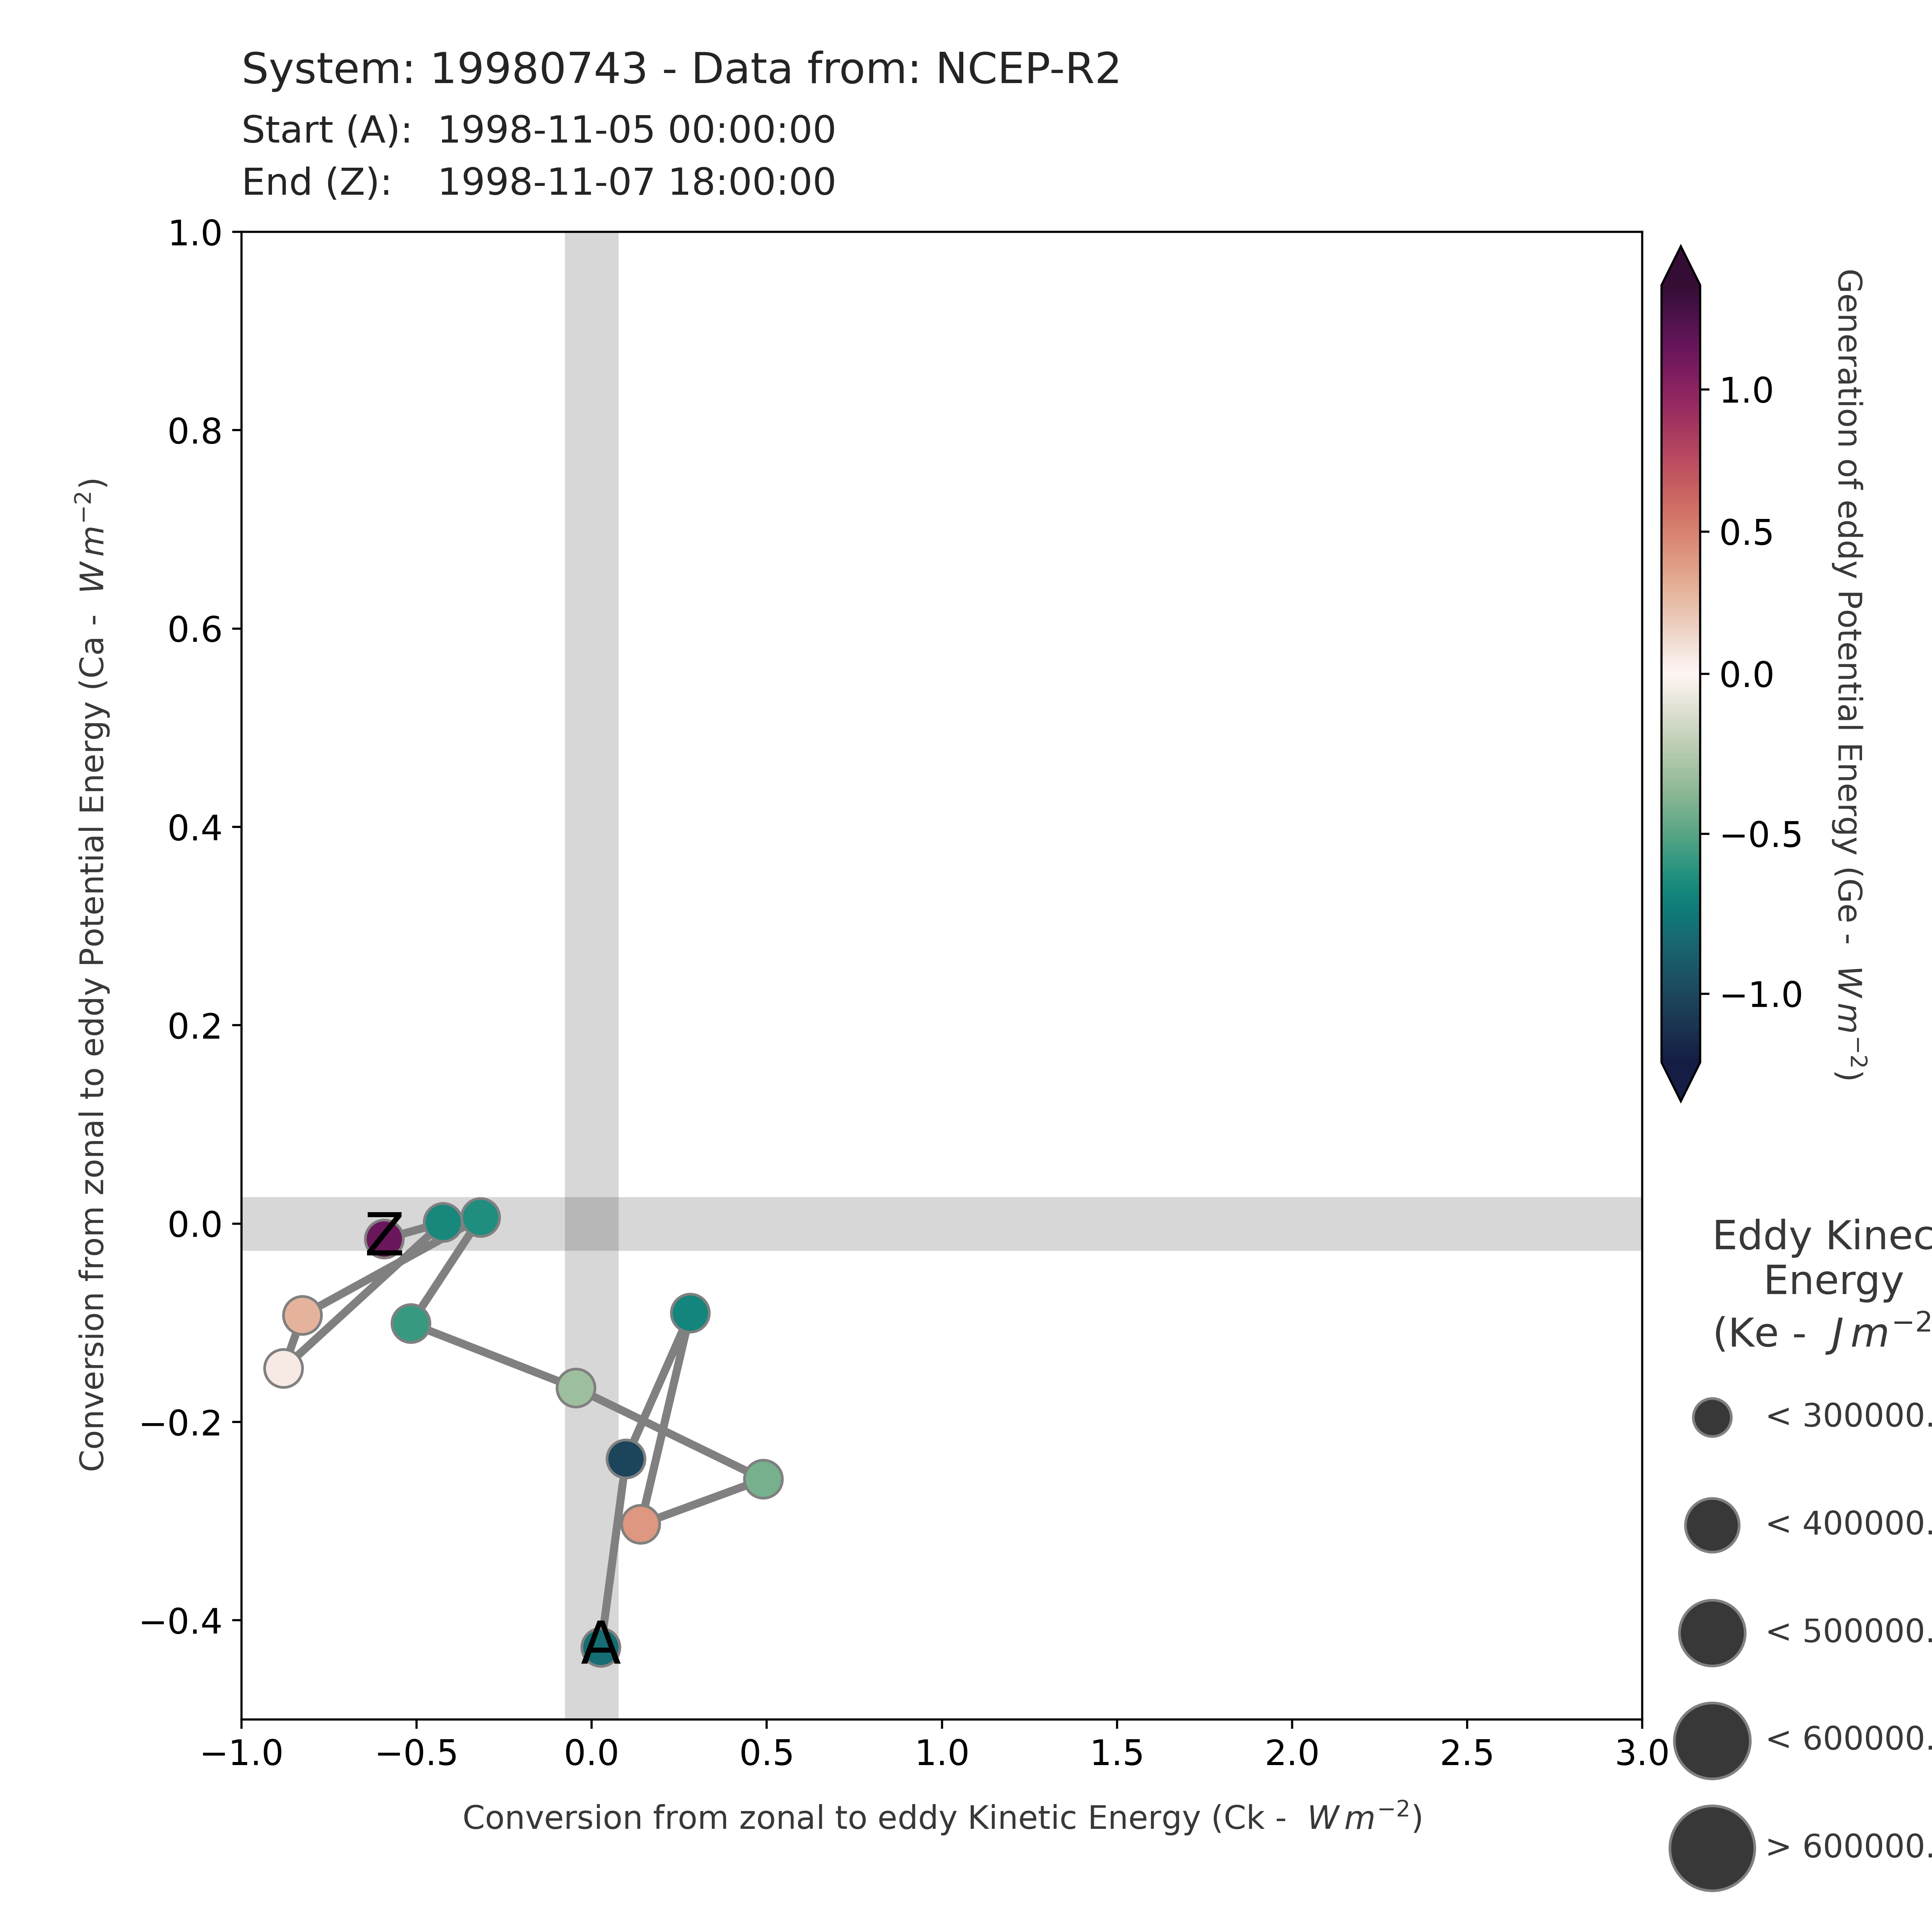 System: 19980743 - Data from: NCEP-R2
Start (A): 1998-11-05 00:00:00
End (Z): 1998-11-07 18:00:00
1.0
0.8
0.6
0.4
0.2
0.0
−0.2
−0.4
Conversion from zonal to eddy Potential Energy (Ca - W m⁻²)
Z
A
−1.0 −0.5 0.0 0.5 1.0 1.5 2.0 2.5 3.0
Conversion from zonal to eddy Kinetic Energy (Ck - W m⁻²)
1.0
0.5
0.0
−0.5
−1.0
Generation of eddy Potential Energy (Ge - W m⁻²)
Eddy Kinec
Energy
(Ke - J m⁻²
< 300000.
< 400000.
< 500000.
< 600000.
> 600000.